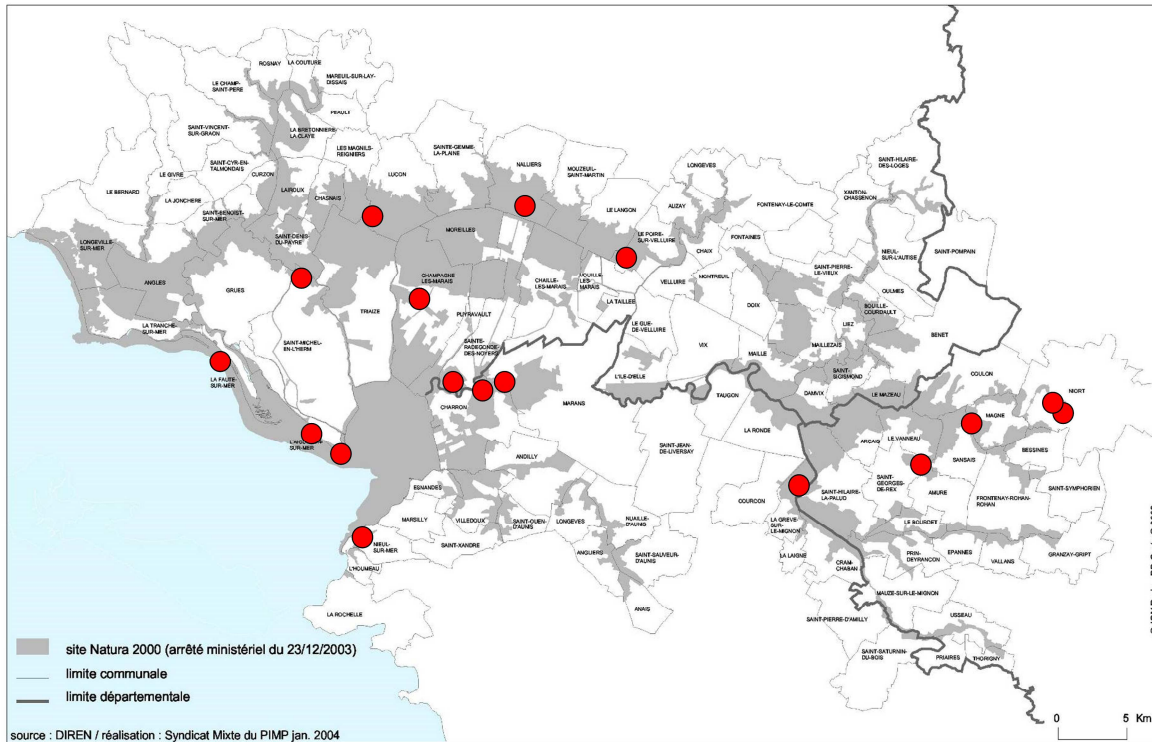 ROSNAY
LA COUTURE
MAREUIL-SUR-LAY-
DISSAIS
LE CHAMP-
SAINT-PERE
PEAULT
SAINT-VINCENT-
SUR-GRAON
LA BRETONNIERE-
LA CLAYE
LES MAGNILS-
REIGNIERS
SAINTE-GEMME-
LA-PLAINE
SAINT-CYR-EN-
TALMONDAIS
LE GIVRE
CURZON
LE BERNARD
LA JONCHERE
LAIROUX
CHASNAIS
LUCON
NALLIERS
MOUZEUIL-
SAINT-MARTIN
LONGEVES
SAINT-HILAIRE-
DES-LOGES
XANTON-
CHASSENON
SAINT-BENOIST-
SUR-MER
LE LANGON
AUZAY
FONTENAY-LE-COMTE
LONGEVILLE-
SUR-MER
SAINT-DENIS-
DU-PAYRE
MOREILLES
LE POIRE-
SUR-VELLUIRE
FONTAINES
CHAIX
NIEUL-
SUR-L'AUTISE
SAINT-POMPAIN
ANGLES
GRUES
CHAMPAGNE
LES-MARAIS
CHAILLE-
LES-MARAIS
LES-
MARAIS
VELLUIRE
MONTREUIL
SAINT-PIERRE-
LE-VIEUX
OULMES
LA TAILLEE
DOIX
BOUILLE-
COURDAULT
TRIAIZE
PUYRAVAULT
LA TRANCHE-
SUR-MER
LE GUE-
DE-VELLUIRE
LIEZ
BENET
SAINT-MICHEL-
EN-L'HERM
SAINTE-
RADEGONDE-
DES-NOYERS
VIX
MAILLE
MAILLEZAIS
SAINT-
SIGISMOND
LA FAUTE-
SUR-MER
L'ILE-D'ELLE
COULON
DAMVIX
LE MAZEAU
NIORT
CHARRON
MARANS
TAUGON
MAGNE
LA RONDE
ARCAIS
LE VANNEAU
BESSINES
SUR-MER
SAINT-JEAN-
DE-LIVERSAY
SANSAIS
ANDILLY
SAINT-
GEORGES-
DE-REX
AMURE
FRONTENAY-ROHAN-
ROHAN
SAINT-SYMPHORIEN
ESNANDES
COURCON
SAINT-HILAIRE-
LA-PALUD
MARSILLY
VILLEDOUX
SAINT-OUEN-
D'AUNIS
LONGEVES
NUAILLE-
D'AUNIS
LA GREVE-
SUR-
LE-MIGNON
LE BOURDET
NIEUL-
SUR-MER
SAINT-XANDRE
ANGLIERS
SAINT-SAUVEUR-
D'AUNIS
LA LAIGNE
CRAM-
CHABAN
PRIN-
DEYRANCON
EPANNES
VALLANS
GRANZAY-GRIPT
L'HOUMEAU
MAUZE-SUR-LE-MIGNON
LA ROCHELLE
ANAIS
SAINT-PIERRE-D'AMILLY
USSEAU
SAINT-SATURNIN-
DU-BOIS
PRIAIRES
THORIGNY
site Natura 2000 (arrêté ministériel du 23/12/2003)
limite communale
limite départementale
0 5 Km
source : DIREN / réalisation : Syndicat Mixte du PIMP jan. 2004